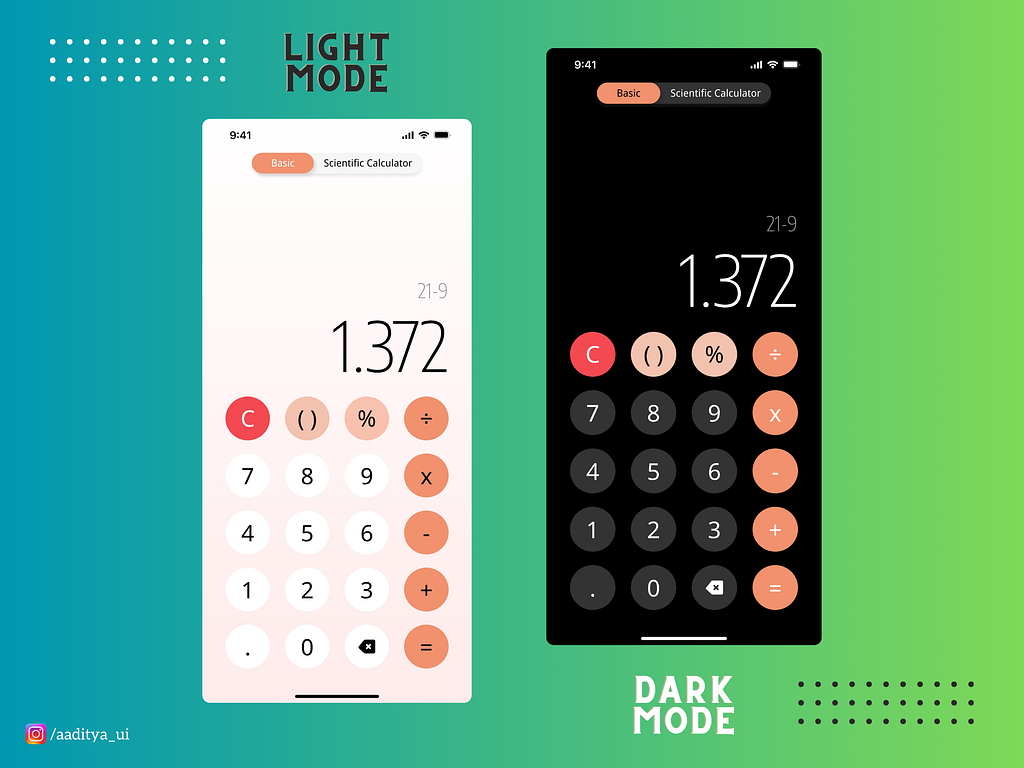 LIGHT
MODE
9:41
Basic Scientific Calculator
21-9
1.372
C ( ) % ÷
7 8 9 x
4 5 6 -
1 2 3 +
. 0 =
9:41
Basic Scientific Calculator
21-9
1.372
C ( ) % ÷
7 8 9 x
4 5 6 -
1 2 3 +
. 0 =
DARK
MODE
/aaditya_ui